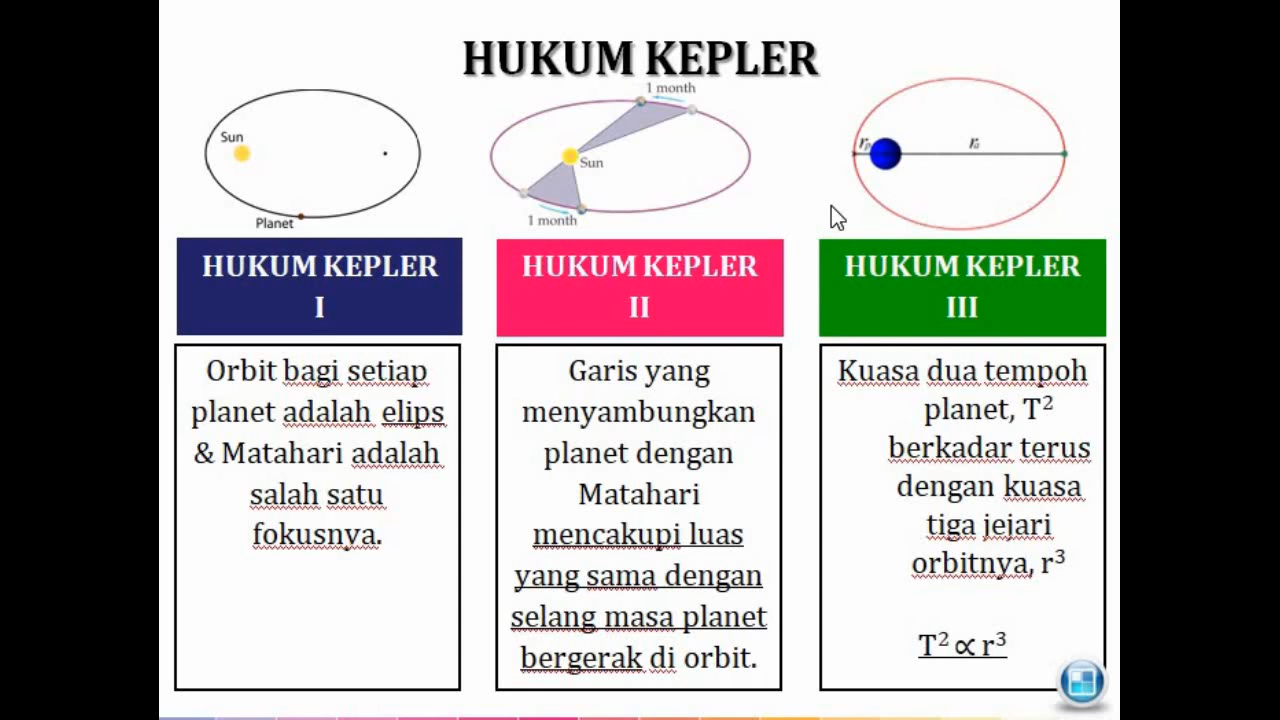 HUKUM KEPLER
Sun
Planet
1 month
Sun
1 month
rₚ
rₐ
HUKUM KEPLER
I
HUKUM KEPLER
II
HUKUM KEPLER
III
Orbit bagi setiap
planet adalah elips
& Matahari adalah
salah satu
fokusnya.
Garis yang
menyambungkan
planet dengan
Matahari
mencakupi luas
yang sama dengan
selang masa planet
bergerak di orbit.
Kuasa dua tempoh
planet, T²
berkadar terus
dengan kuasa
tiga jejari
orbitnya, r³
T² ∝ r³